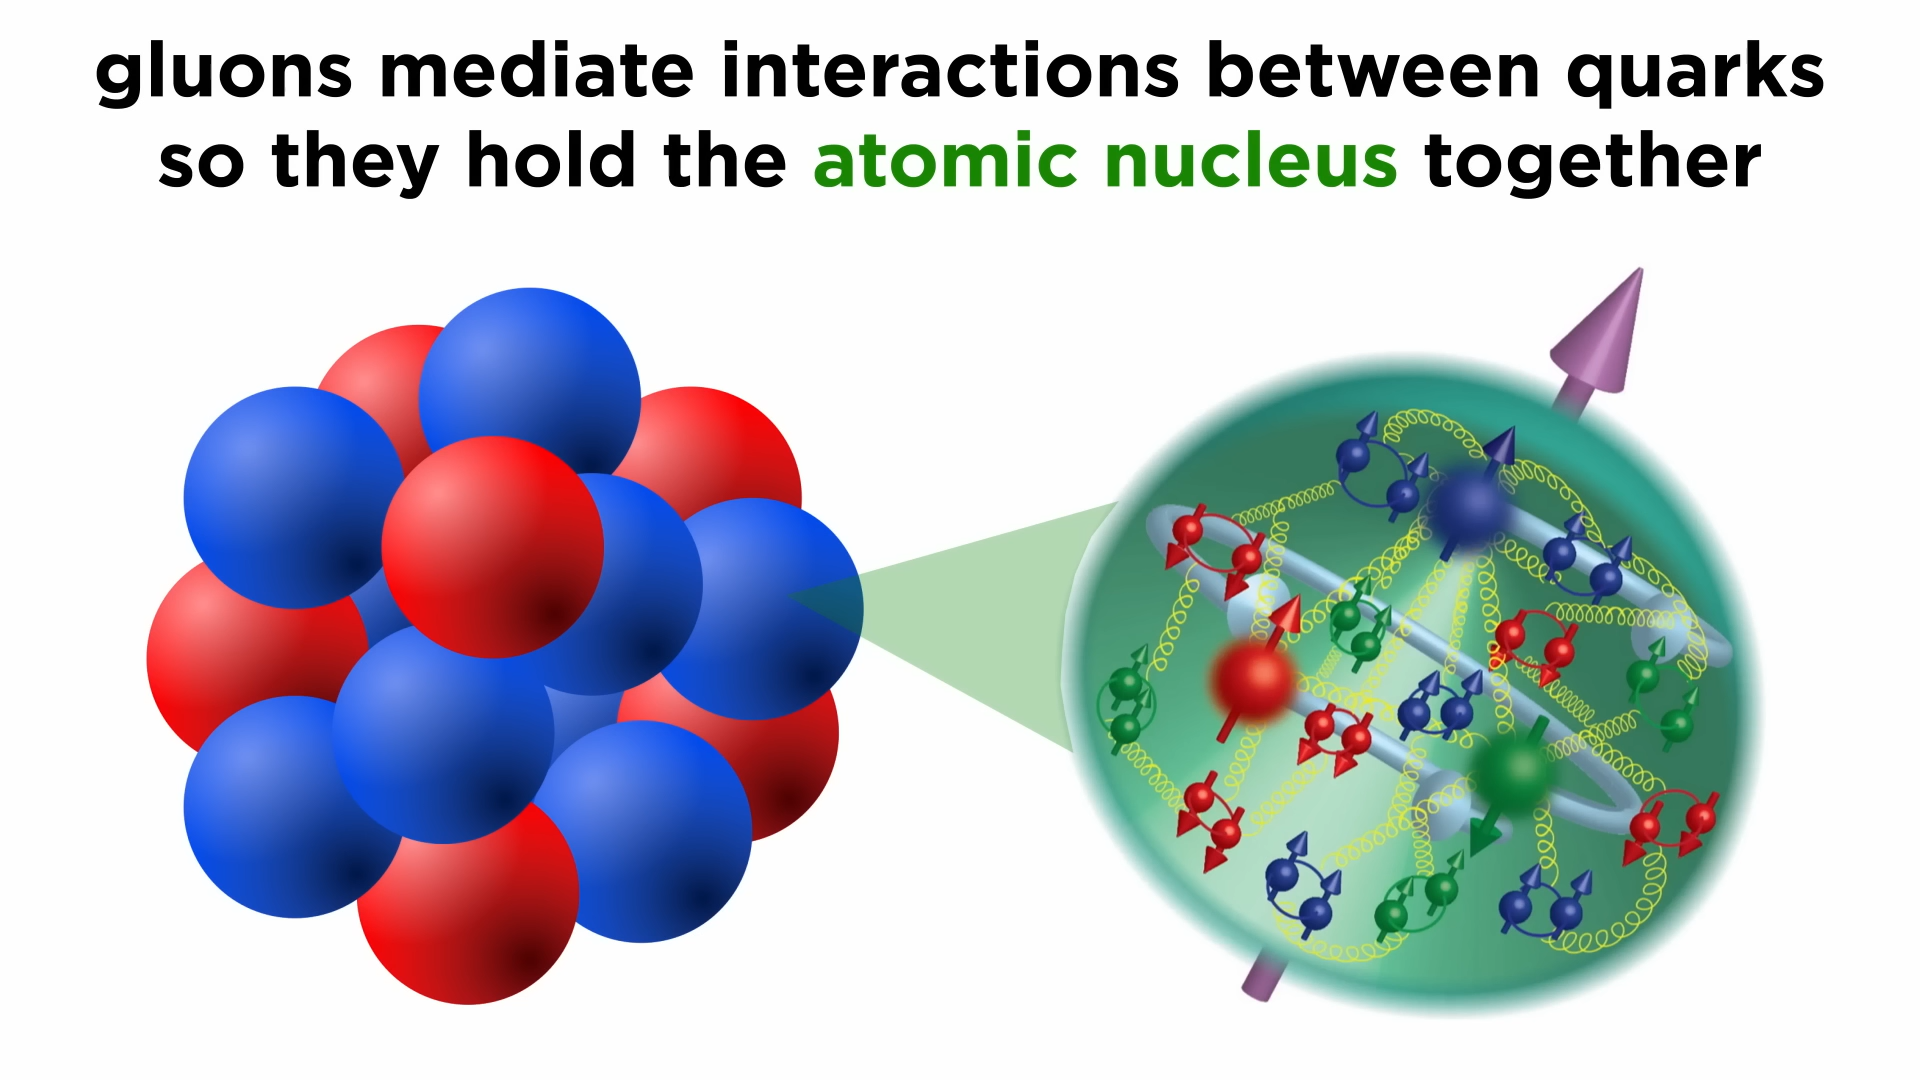 gluons mediate interactions between quarks
so they hold the atomic nucleus together